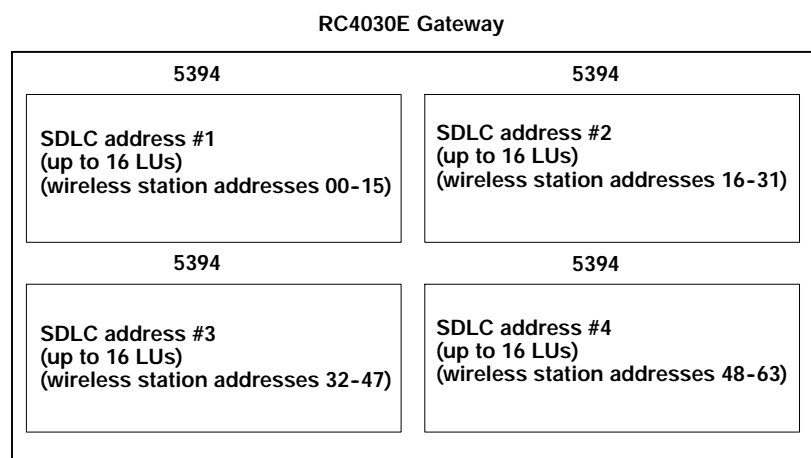 RC4030E Gateway
5394
5394
SDLC address #1
(up to 16 LUs)
(wireless station addresses 00-15)
SDLC address #2
(up to 16 LUs)
(wireless station addresses 16-31)
5394
5394
SDLC address #3
(up to 16 LUs)
(wireless station addresses 32-47)
SDLC address #4
(up to 16 LUs)
(wireless station addresses 48-63)